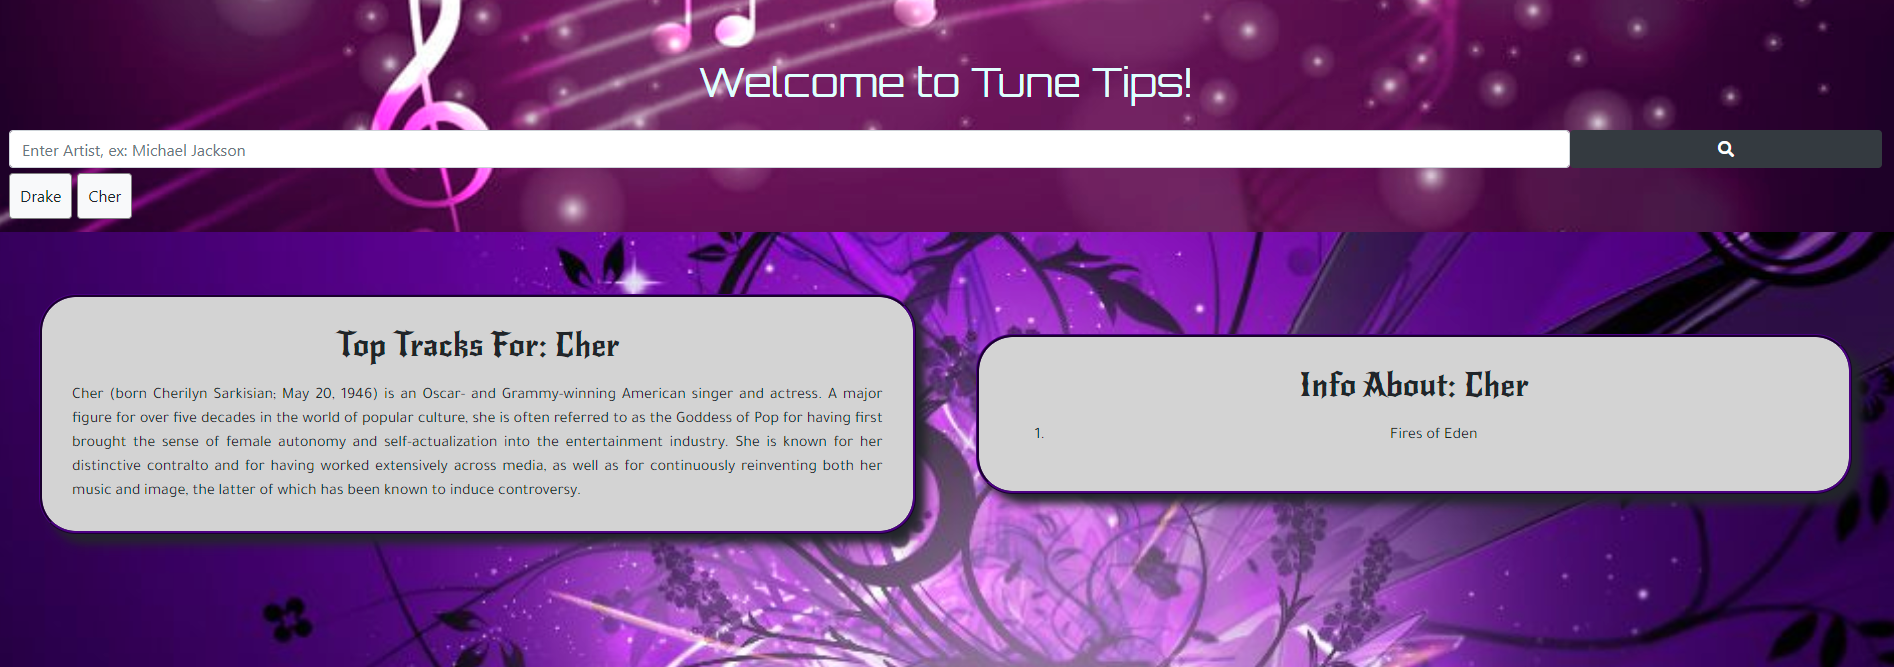 Welcome to Tune Tips!
Enter Artist, ex: Michael Jackson
Drake
Cher
Top Tracks For: Cher
Cher (born Cherilyn Sarkisian; May 20, 1946) is an Oscar- and Grammy-winning American singer and actress. A major
figure for over five decades in the world of popular culture, she is often referred to as the Goddess of Pop for having first
brought the sense of female autonomy and self-actualization into the entertainment industry. She is known for her
distinctive contralto and for having worked extensively across media, as well as for continuously reinventing both her
music and image, the latter of which has been known to induce controversy.
Info About: Cher
1. Fires of Eden